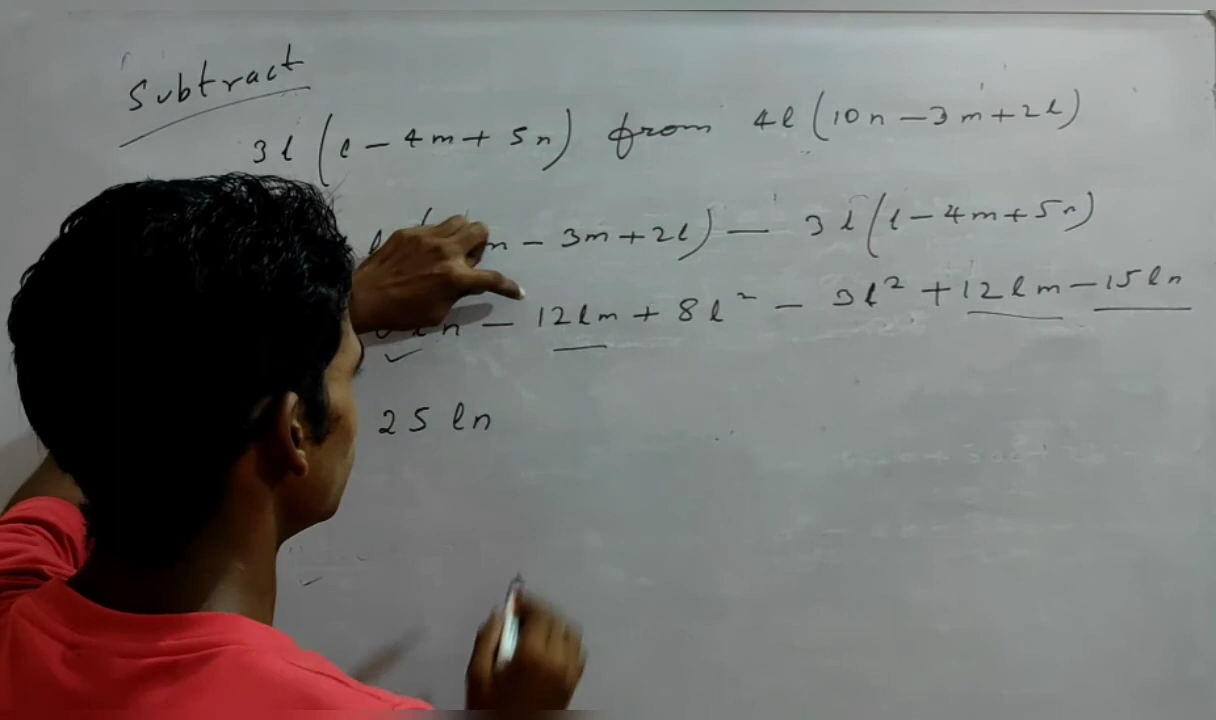 Subtract
3l (l - 4m + 5n) from 4l (10n - 3m + 2l)
n - 3m + 2l) - 3l (l - 4m + 5n)
ln - 12lm + 8l² - 3l² + 12lm - 15ln
25 ln